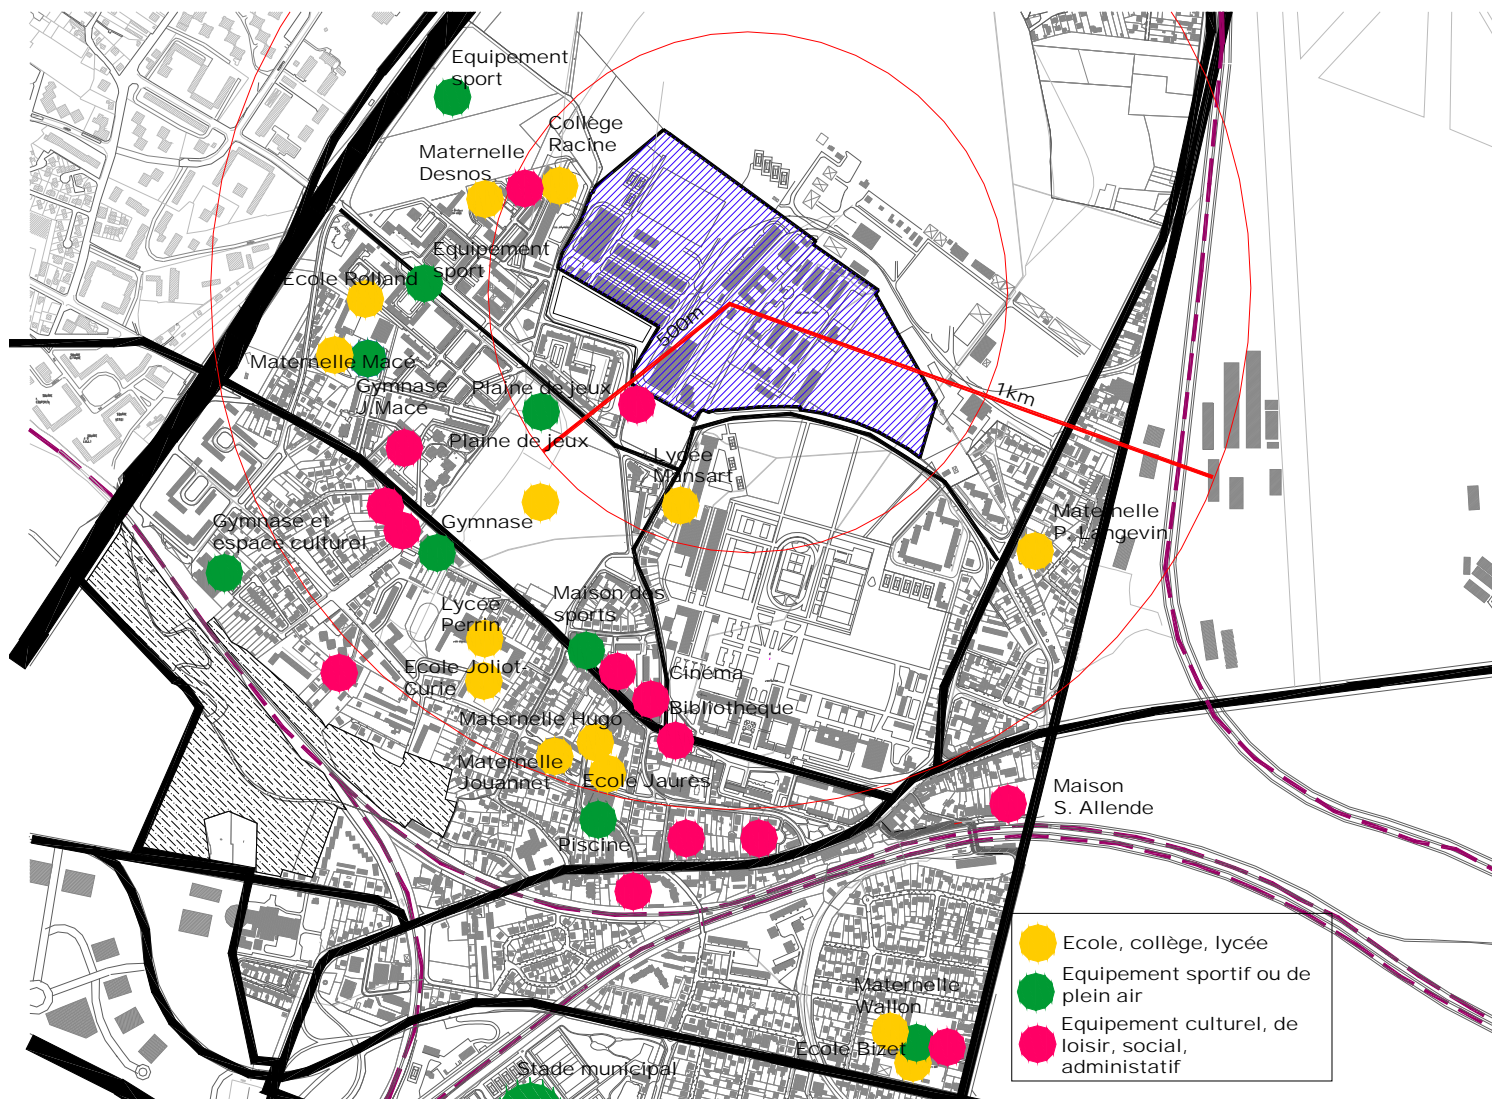 Equipement
sport
Collège
Racine
Maternelle
Desnos
Equipement
sport
Ecole Rolland
500m
Maternelle Macé
Gymnase
J.Macé
Plaine de jeux
1Km
Plaine de jeux
Lycée
Mansart
Gymnase et
espace culturel
Gymnase
Maternelle
P. Langevin
Maison des
sports
Lycée
Perrin
Ecole Joliot-
Curie
Cinéma
Bibliothèque
Maternelle Hugo
Maternelle
Jouannet
Ecole Jaurès
Maison
S. Allende
Piscine
Maternelle
Wallon
Ecole Bizet
Stade municipal
Ecole, collège, lycée
Equipement sportif ou de
plein air
Equipement culturel, de
loisir, social,
administatif